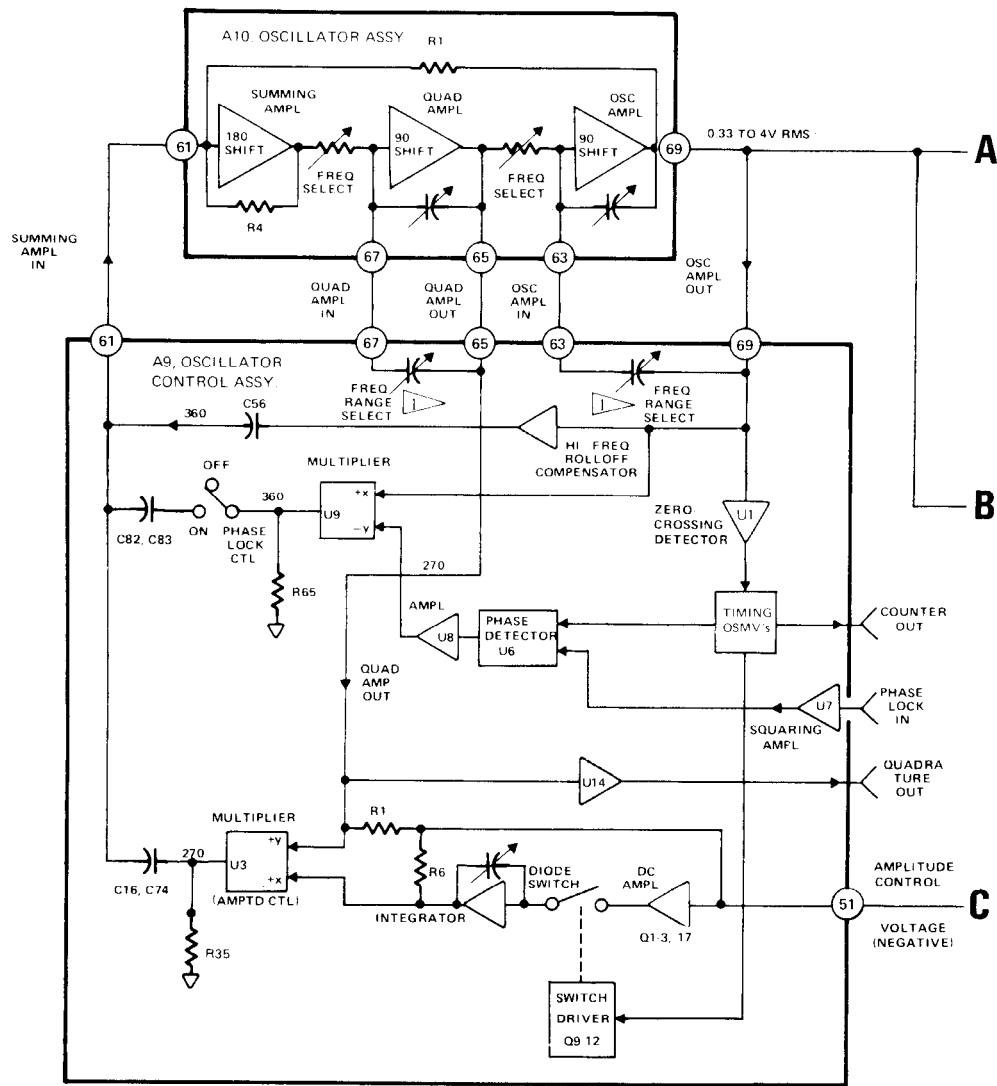 A10, OSCILLATOR ASSY
R1
SUMMING
AMPL
QUAD
AMPL
OSC
AMPL
0.33 TO 4V RMS
A
61
180
SHIFT
90
SHIFT
90
SHIFT
69
FREQ
SELECT
FREQ
SELECT
R4
SUMMING
AMPL
IN
67
65
63
QUAD
AMPL
IN
QUAD
AMPL
OUT
OSC
AMPL
IN
OSC
AMPL
OUT
61
67
65
63
69
A9, OSCILLATOR
CONTROL ASSY.
FREQ
RANGE
SELECT
1
1
FREQ
RANGE
SELECT
360
C56
HI FREQ
ROLLOFF
COMPENSATOR
OFF
MULTIPLIER
360
U9
+x
-y
ZERO
CROSSING
DETECTOR
U1
B
C82, C83
ON
PHASE
LOCK
CTL
270
R65
AMPL
U8
PHASE
DETECTOR
U6
TIMING
OSMV's
COUNTER
OUT
QUAD
AMP
OUT
U7
SQUARING
AMPL
PHASE
LOCK
IN
U14
QUADRA
TURE
OUT
MULTIPLIER
R1
270
U3
+y
+x
R6
DIODE
SWITCH
DC
AMPL
AMPLITUDE
CONTROL
C16, C74
(AMPTD CTL)
INTEGRATOR
Q1-3, 17
51
C
VOLTAGE
(NEGATIVE)
R35
SWITCH
DRIVER
Q9 12